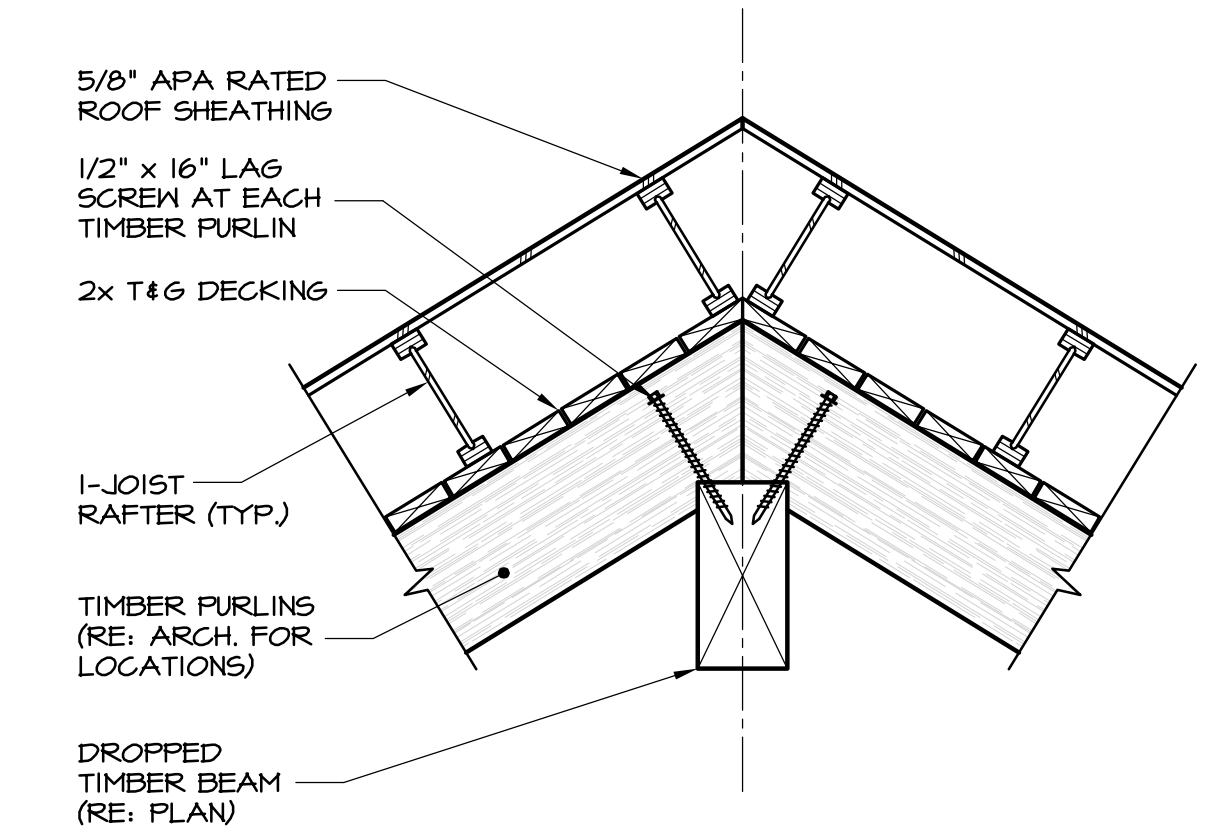 5/8" APA RATED
ROOF SHEATHING
1/2" x 16" LAG
SCREW AT EACH
TIMBER PURLIN
2x T&G DECKING
I-JOIST
RAFTER (TYP.)
TIMBER PURLINS
(RE: ARCH. FOR
LOCATIONS)
DROPPED
TIMBER BEAM
(RE: PLAN)